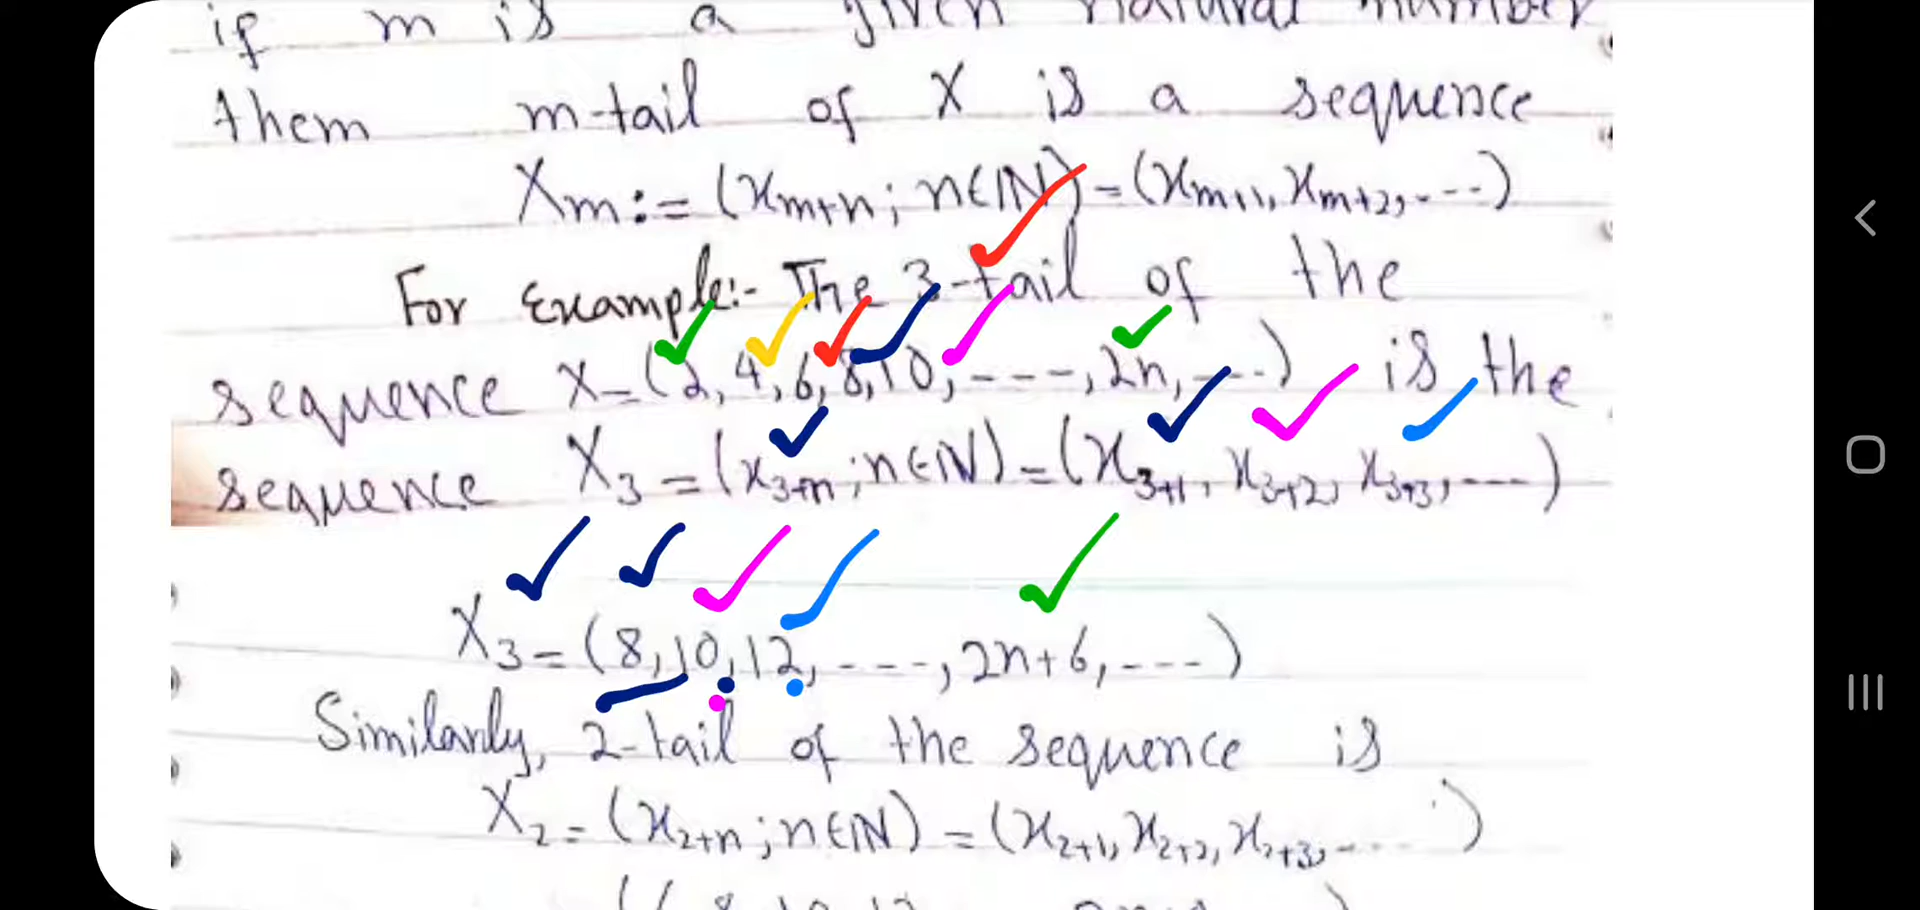 if m is a given natural number
them m-tail of X is a sequence
Xm:=(xm+n; n∈ℕ)=(xm+1, xm+2, ---)
For Example:- The 3-tail of the
sequence X=(2,4,6,8,10,----,2n,---) is the
sequence X₃=(x₃+n;n∈ℕ)=(x₃+1, x₃+2, x₃+3,---)
X₃=(8,10,12,----,2n+6,----)
Similarly, 2-tail of the sequence is
X₂=(x₂+n;n∈ℕ)=(x₂+1,x₂+2,x₂+3,---)